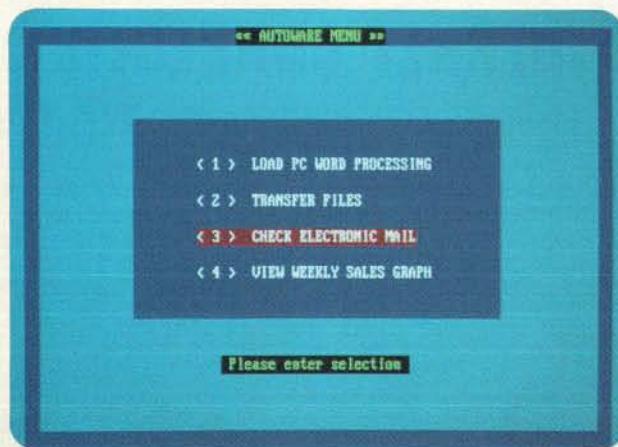 << AUTOWARE MENU >>
< 1 > LOAD PC WORD PROCESSING
< 2 > TRANSFER FILES
< 3 > CHECK ELECTRONIC MAIL
< 4 > VIEW WEEKLY SALES GRAPH
Please enter selection